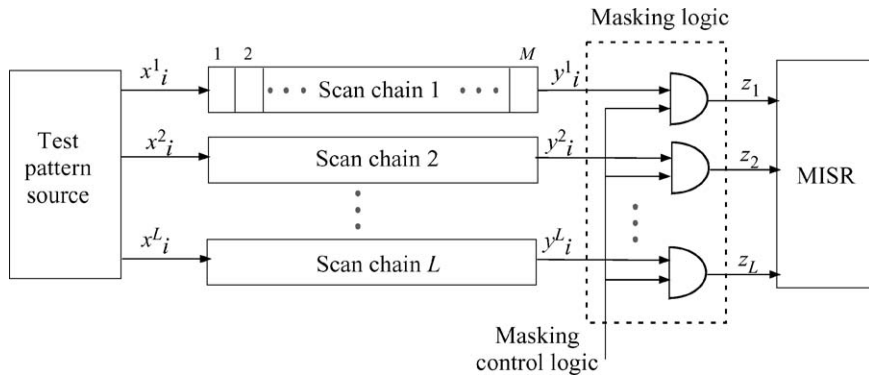 Masking logic
1 2 M
x¹i Scan chain 1 y¹i z₁
Test pattern source
x²i Scan chain 2 y²i z₂
MISR
xᴸi Scan chain L yᴸi z_L
Masking control logic